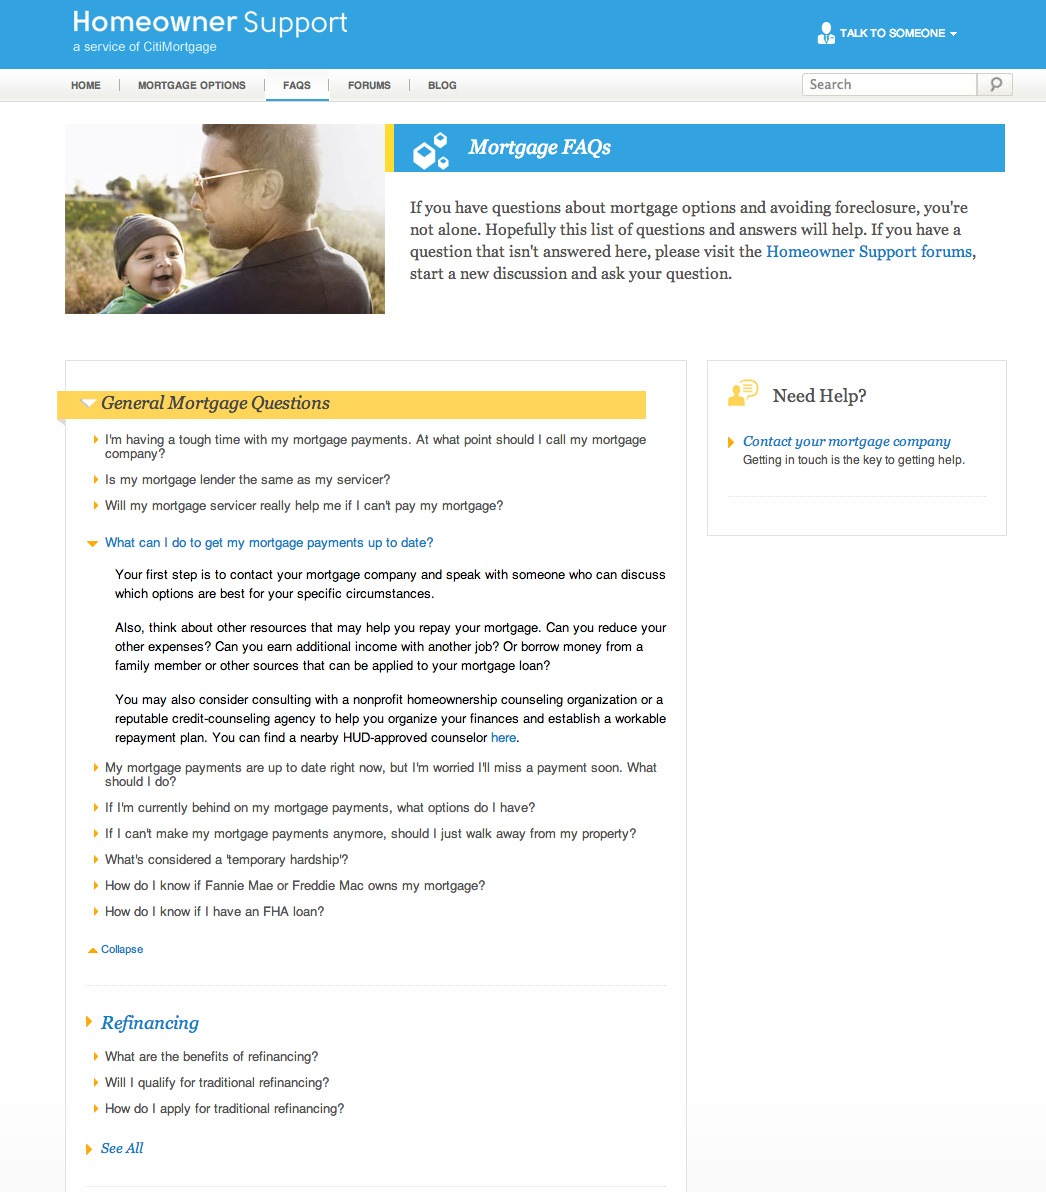 Homeowner Support
a service of CitiMortgage
TALK TO SOMEONE
HOME
MORTGAGE OPTIONS
FAQS
FORUMS
BLOG
Search
Mortgage FAQs
If you have questions about mortgage options and avoiding foreclosure, you're
not alone. Hopefully this list of questions and answers will help. If you have a
question that isn't answered here, please visit the Homeowner Support forums,
start a new discussion and ask your question.
General Mortgage Questions
I'm having a tough time with my mortgage payments. At what point should I call my mortgage
company?
Is my mortgage lender the same as my servicer?
Will my mortgage servicer really help me if I can't pay my mortgage?
What can I do to get my mortgage payments up to date?
Your first step is to contact your mortgage company and speak with someone who can discuss
which options are best for your specific circumstances.
Also, think about other resources that may help you repay your mortgage. Can you reduce your
other expenses? Can you earn additional income with another job? Or borrow money from a
family member or other sources that can be applied to your mortgage loan?
You may also consider consulting with a nonprofit homeownership counseling organization or a
reputable credit-counseling agency to help you organize your finances and establish a workable
repayment plan. You can find a nearby HUD-approved counselor here.
My mortgage payments are up to date right now, but I'm worried I'll miss a payment soon. What
should I do?
If I'm currently behind on my mortgage payments, what options do I have?
If I can't make my mortgage payments anymore, should I just walk away from my property?
What's considered a 'temporary hardship'?
How do I know if Fannie Mae or Freddie Mac owns my mortgage?
How do I know if I have an FHA loan?
Collapse
Refinancing
What are the benefits of refinancing?
Will I qualify for traditional refinancing?
How do I apply for traditional refinancing?
See All
Need Help?
Contact your mortgage company
Getting in touch is the key to getting help.